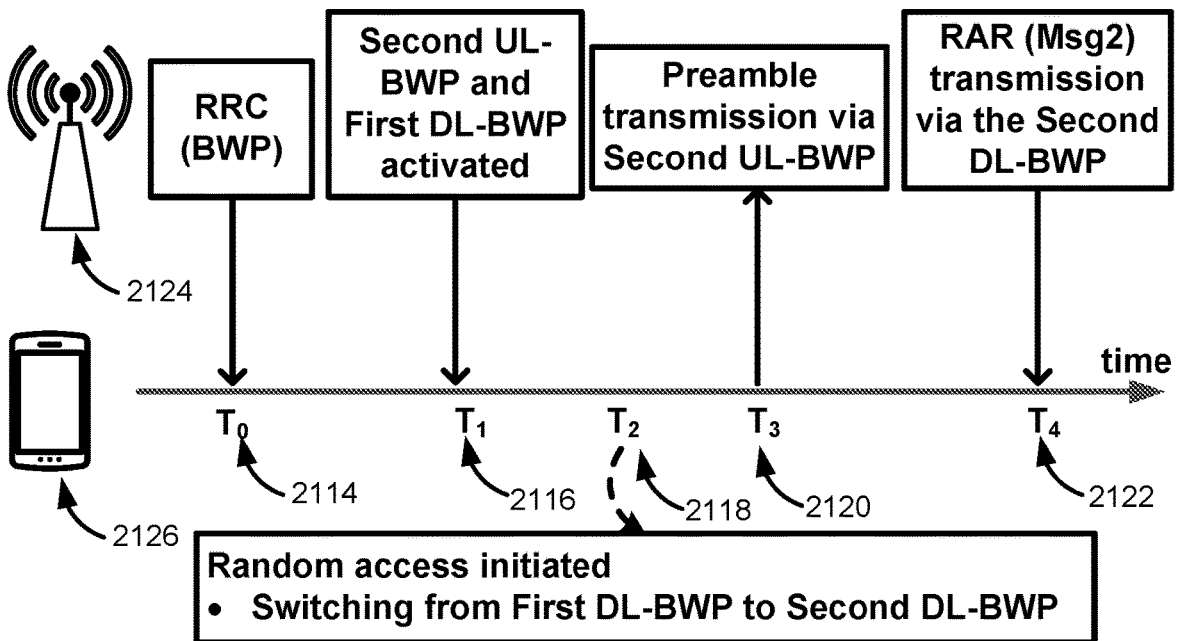 RRC
(BWP)
Second UL-
BWP and
First DL-BWP
activated
Preamble
transmission via
Second UL-BWP
RAR (Msg2)
transmission
via the Second
DL-BWP
2124
time
T₀
T₁
T₂
T₃
T₄
2114
2116
2118
2120
2122
2126
Random access initiated
• Switching from First DL-BWP to Second DL-BWP